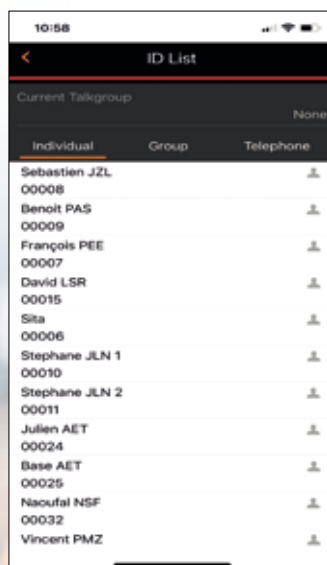 10:58
ID List
Current Talkgroup
None
Individual Group Telephone
Sebastien JZL
00008
Benoit PAS
00009
François PEE
00007
David LSR
00015
Sita
00006
Stephane JLN 1
00010
Stephane JLN 2
00011
Julien AET
00024
Base AET
00025
Naoufal NSF
00032
Vincent PMZ